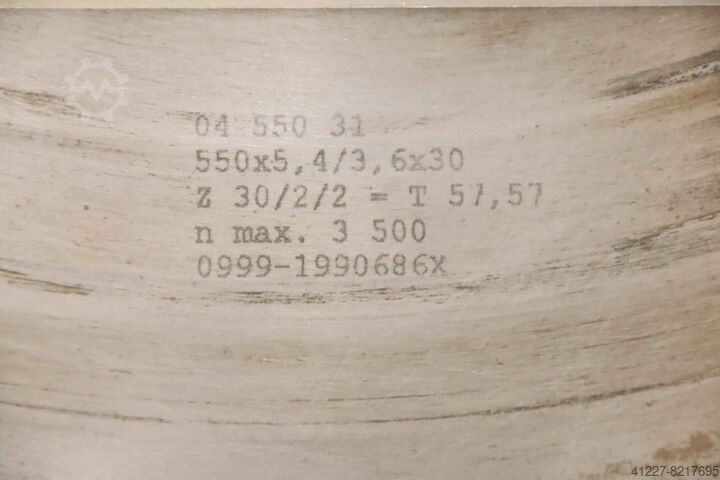 04 550 31
550x5,4/3,6x30
Z 30/2/2 = T 57,57
n max. 3 500
0999-1990686X
41227-8217695